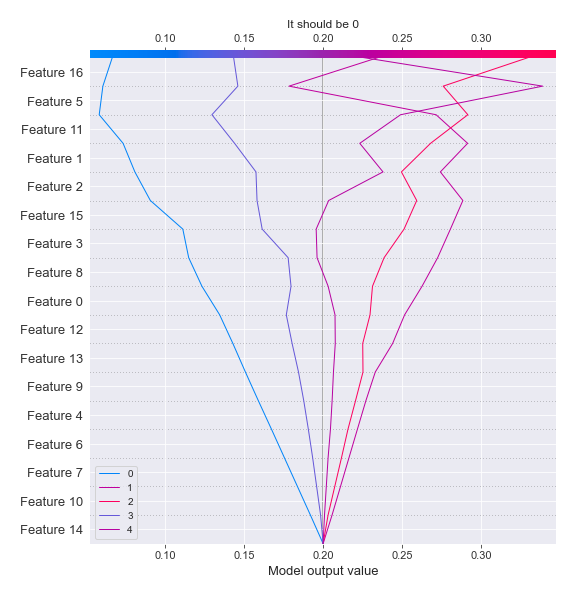 It should be 0
0.10 0.15 0.20 0.25 0.30
Feature 16
Feature 5
Feature 11
Feature 1
Feature 2
Feature 15
Feature 3
Feature 8
Feature 0
Feature 12
Feature 13
Feature 9
Feature 4
Feature 6
Feature 7
Feature 10
Feature 14
0
1
2
3
4
0.10 0.15 0.20 0.25 0.30
Model output value